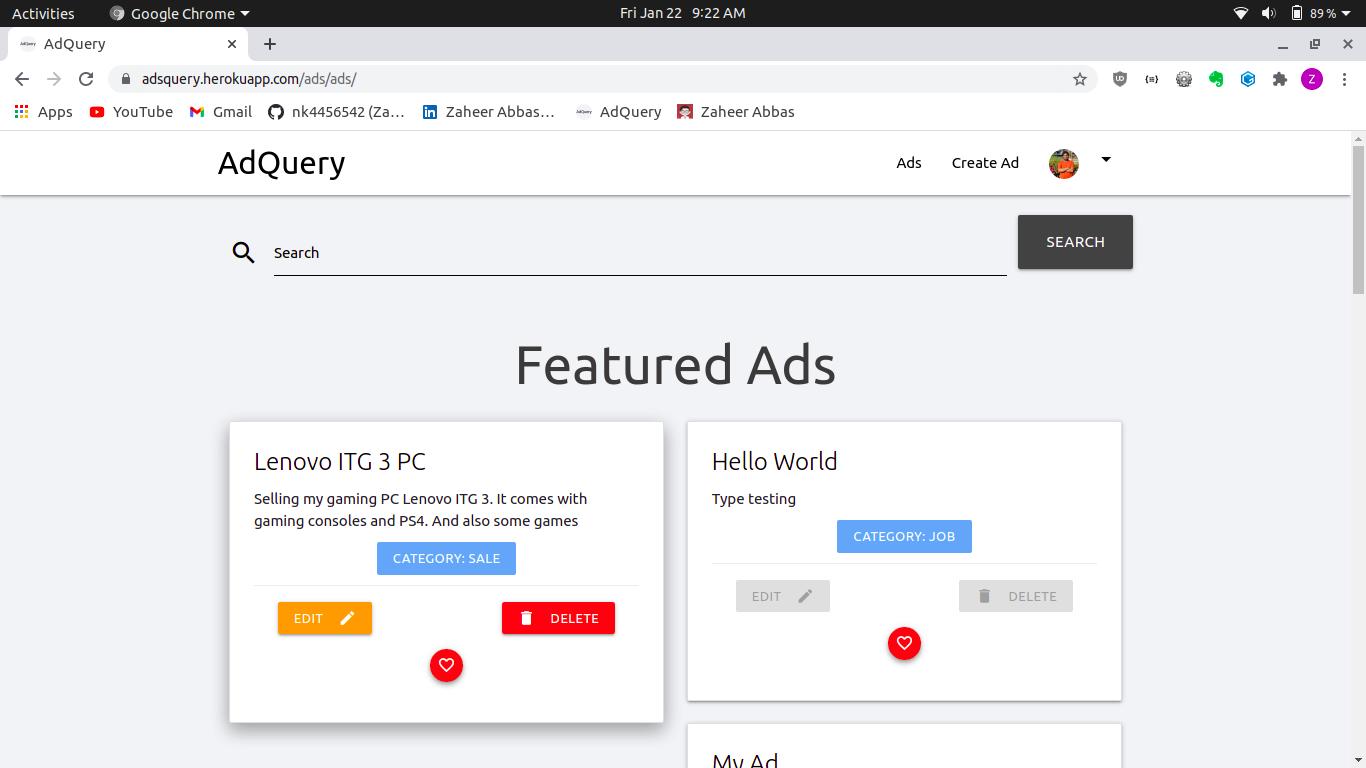 Activities
Google Chrome
Fri Jan 22 9:22 AM
89 %
AdQuery
adsquery.herokuapp.com/ads/ads/
Z
Apps
YouTube
Gmail
nk4456542 (Za…
Zaheer Abbas…
AdQuery
Zaheer Abbas
AdQuery
Ads
Create Ad
Search
SEARCH
Featured Ads
Lenovo ITG 3 PC
Selling my gaming PC Lenovo ITG 3. It comes with
gaming consoles and PS4. And also some games
CATEGORY: SALE
EDIT
DELETE
Hello World
Type testing
CATEGORY: JOB
EDIT
DELETE
My Ad